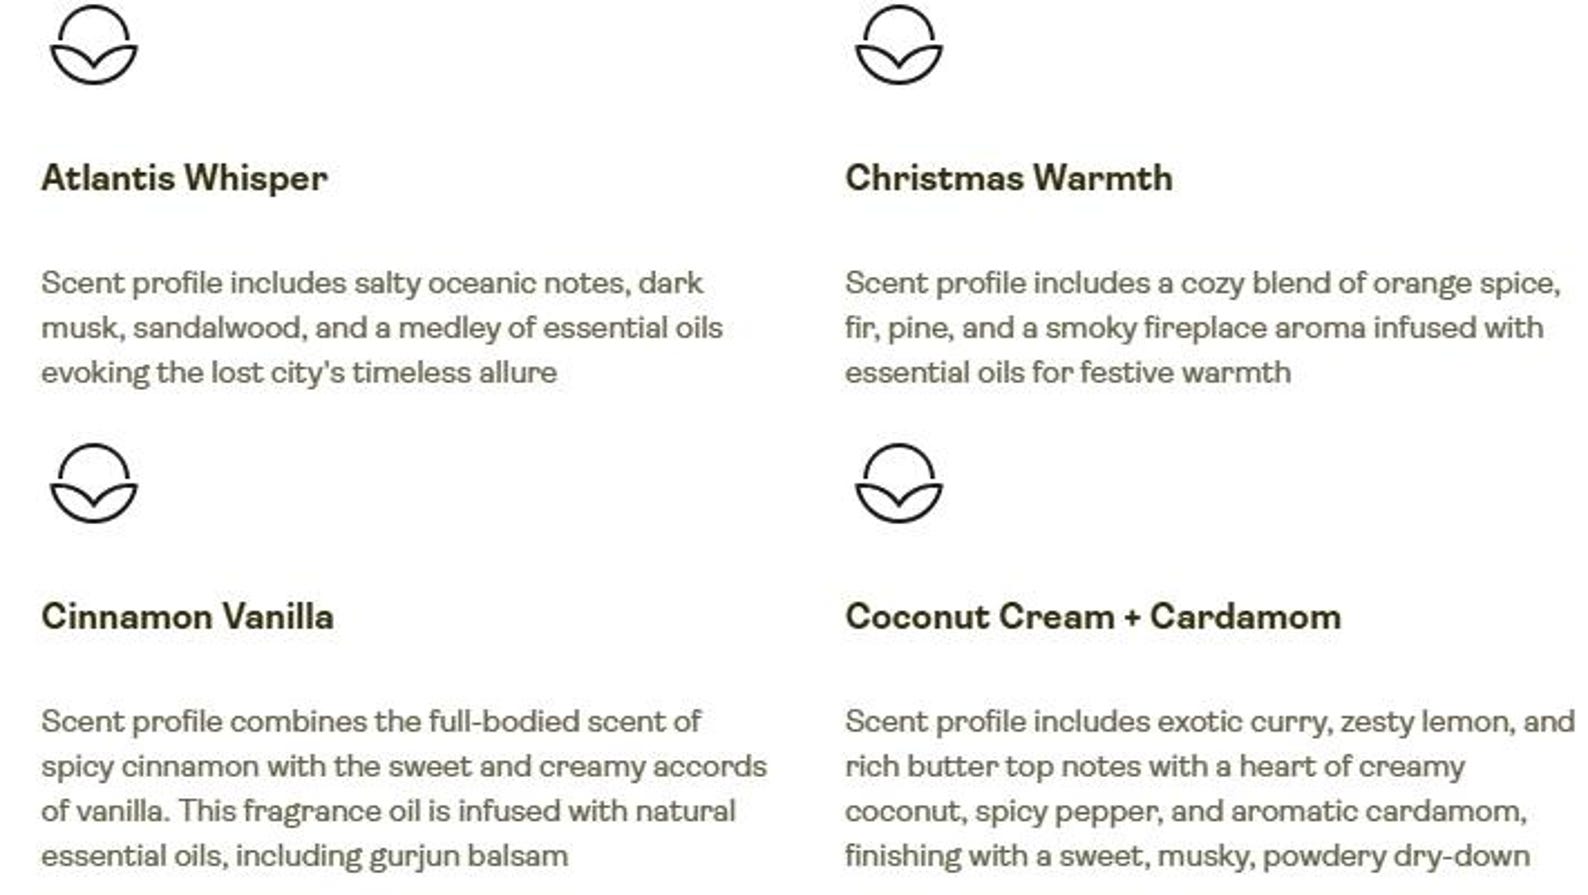 Atlantis Whisper
Scent profile includes salty oceanic notes, dark
musk, sandalwood, and a medley of essential oils
evoking the lost city's timeless allure
Christmas Warmth
Scent profile includes a cozy blend of orange spice,
fir, pine, and a smoky fireplace aroma infused with
essential oils for festive warmth
Cinnamon Vanilla
Scent profile combines the full-bodied scent of
spicy cinnamon with the sweet and creamy accords
of vanilla. This fragrance oil is infused with natural
essential oils, including gurjun balsam
Coconut Cream + Cardamom
Scent profile includes exotic curry, zesty lemon, and
rich butter top notes with a heart of creamy
coconut, spicy pepper, and aromatic cardamom,
finishing with a sweet, musky, powdery dry-down